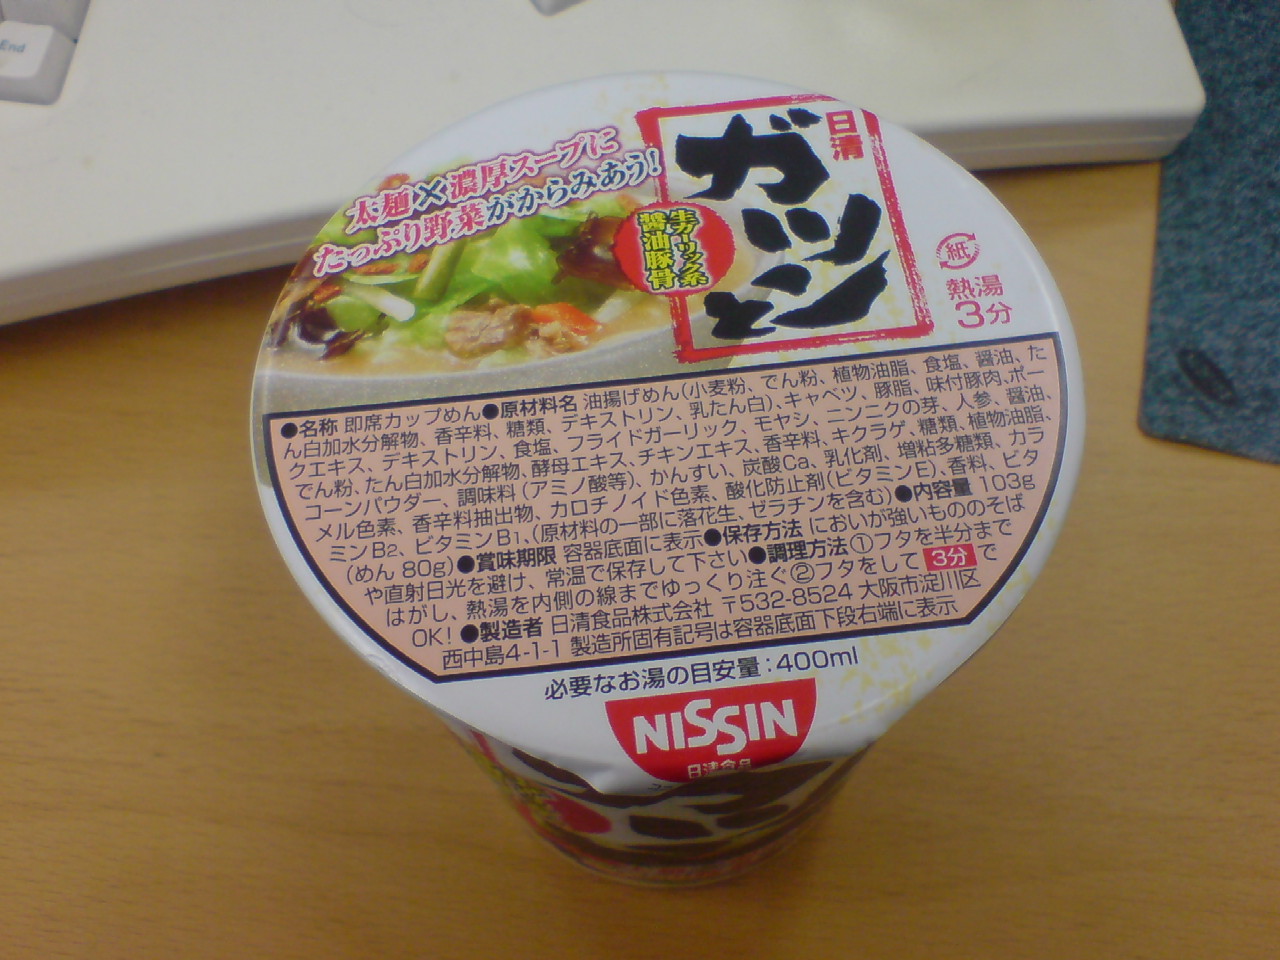 End
日清
ガツンと
生ガーリック系
醤油豚骨
太麺×濃厚スープに
たっぷり野菜がからみあう!
紙
熱湯
3分
●名称 即席カップめん●原材料名 油揚げめん(小麦粉、でん粉、植物油脂、食塩、醤油、た
ん白加水分解物、香辛料、糖類、デキストリン、乳たん白)、キャベツ、豚脂、味付豚肉、ポー
クエキス、デキストリン、食塩、フライドガーリック、モヤシ、ニンニクの芽、人参、醤油、
でん粉、たん白加水分解物、酵母エキス、チキンエキス、香辛料、キクラゲ、糖類、植物油脂、
コーンパウダー、調味料(アミノ酸等)、かんすい、炭酸Ca、乳化剤、増粘多糖類、カラ
メル色素、香辛料抽出物、カロチノイド色素、酸化防止剤(ビタミンE)、香料、ビタ
ミンB2、ビタミンB1、(原材料の一部に落花生、ゼラチンを含む)●内容量 103g
(めん 80g)●賞味期限 容器底面に表示●保存方法 においが強いもののそば
や直射日光を避け、常温で保存して下さい●調理方法 ①フタを半分まで
はがし、熱湯を内側の線までゆっくり注ぐ②フタをして 3分 で
OK! ●製造者 日清食品株式会社 〒532-8524 大阪市淀川区
西中島4-1-1 製造所固有記号は容器底面下段右端に表示
必要なお湯の目安量:400ml
NISSIN
日清食品